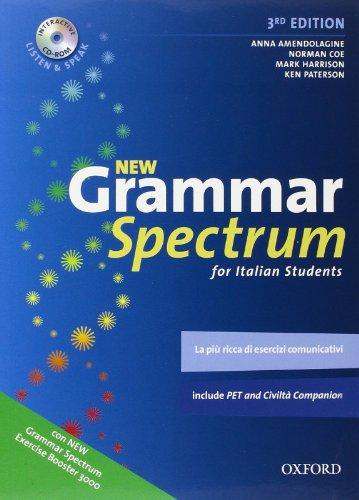 INTERACTIVE
CD-ROM
LISTEN & SPEAK
3RD EDITION
ANNA AMENDOLAGINE
NORMAN COE
MARK HARRISON
KEN PATERSON
NEW
Grammar
Spectrum
for Italian Students
La più ricca di esercizi comunicativi
include PET and Civiltà Companion
con NEW
Grammar Spectrum
Exercise Booster 3000
OXFORD